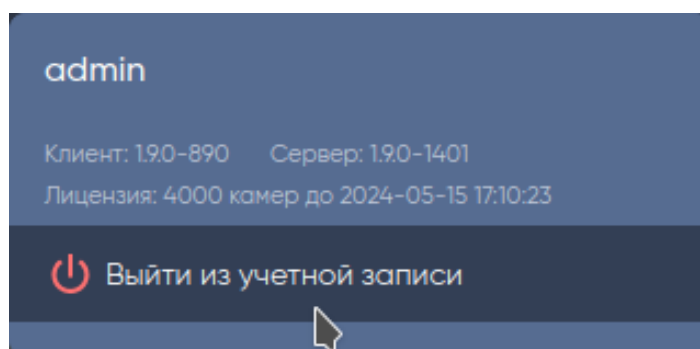 admin
Клиент: 1.9.0-890 Сервер: 1.9.0-1401
Лицензия: 4000 камер до 2024-05-15 17:10:23
Выйти из учетной записи